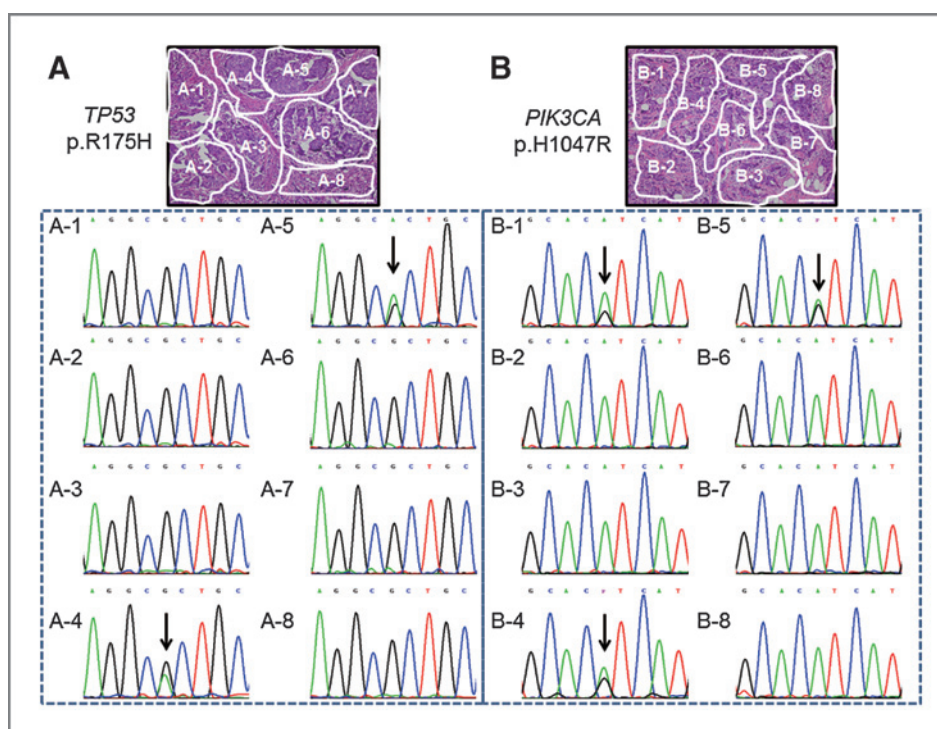 A
TP53
p.R175H
A-1
A-4
A-5
A-7
A-6
A-3
A-2
A-8
B
PIK3CA
p.H1047R
B-1
B-4
B-5
B-8
B-6
B-7
B-2
B-3
A-1
A G G C G C T G C
A-5
A G G C A C T G C
A-2
A G G C G C T G C
A-6
A G G C G C T G C
A-3
A G G C G C T G C
A-7
A G G C G C T G C
A-4
A G G C G C T G C
A-8
A G G C G C T G C
B-1
G C A C A T C A T
B-5
G C A C T C A T
B-2
G C A C A T C A T
B-6
G C A C A T C A T
B-3
G C A C A T C A T
B-7
G C A C A T C A T
B-4
G C A C T C A T
B-8
G C A C A T C A T